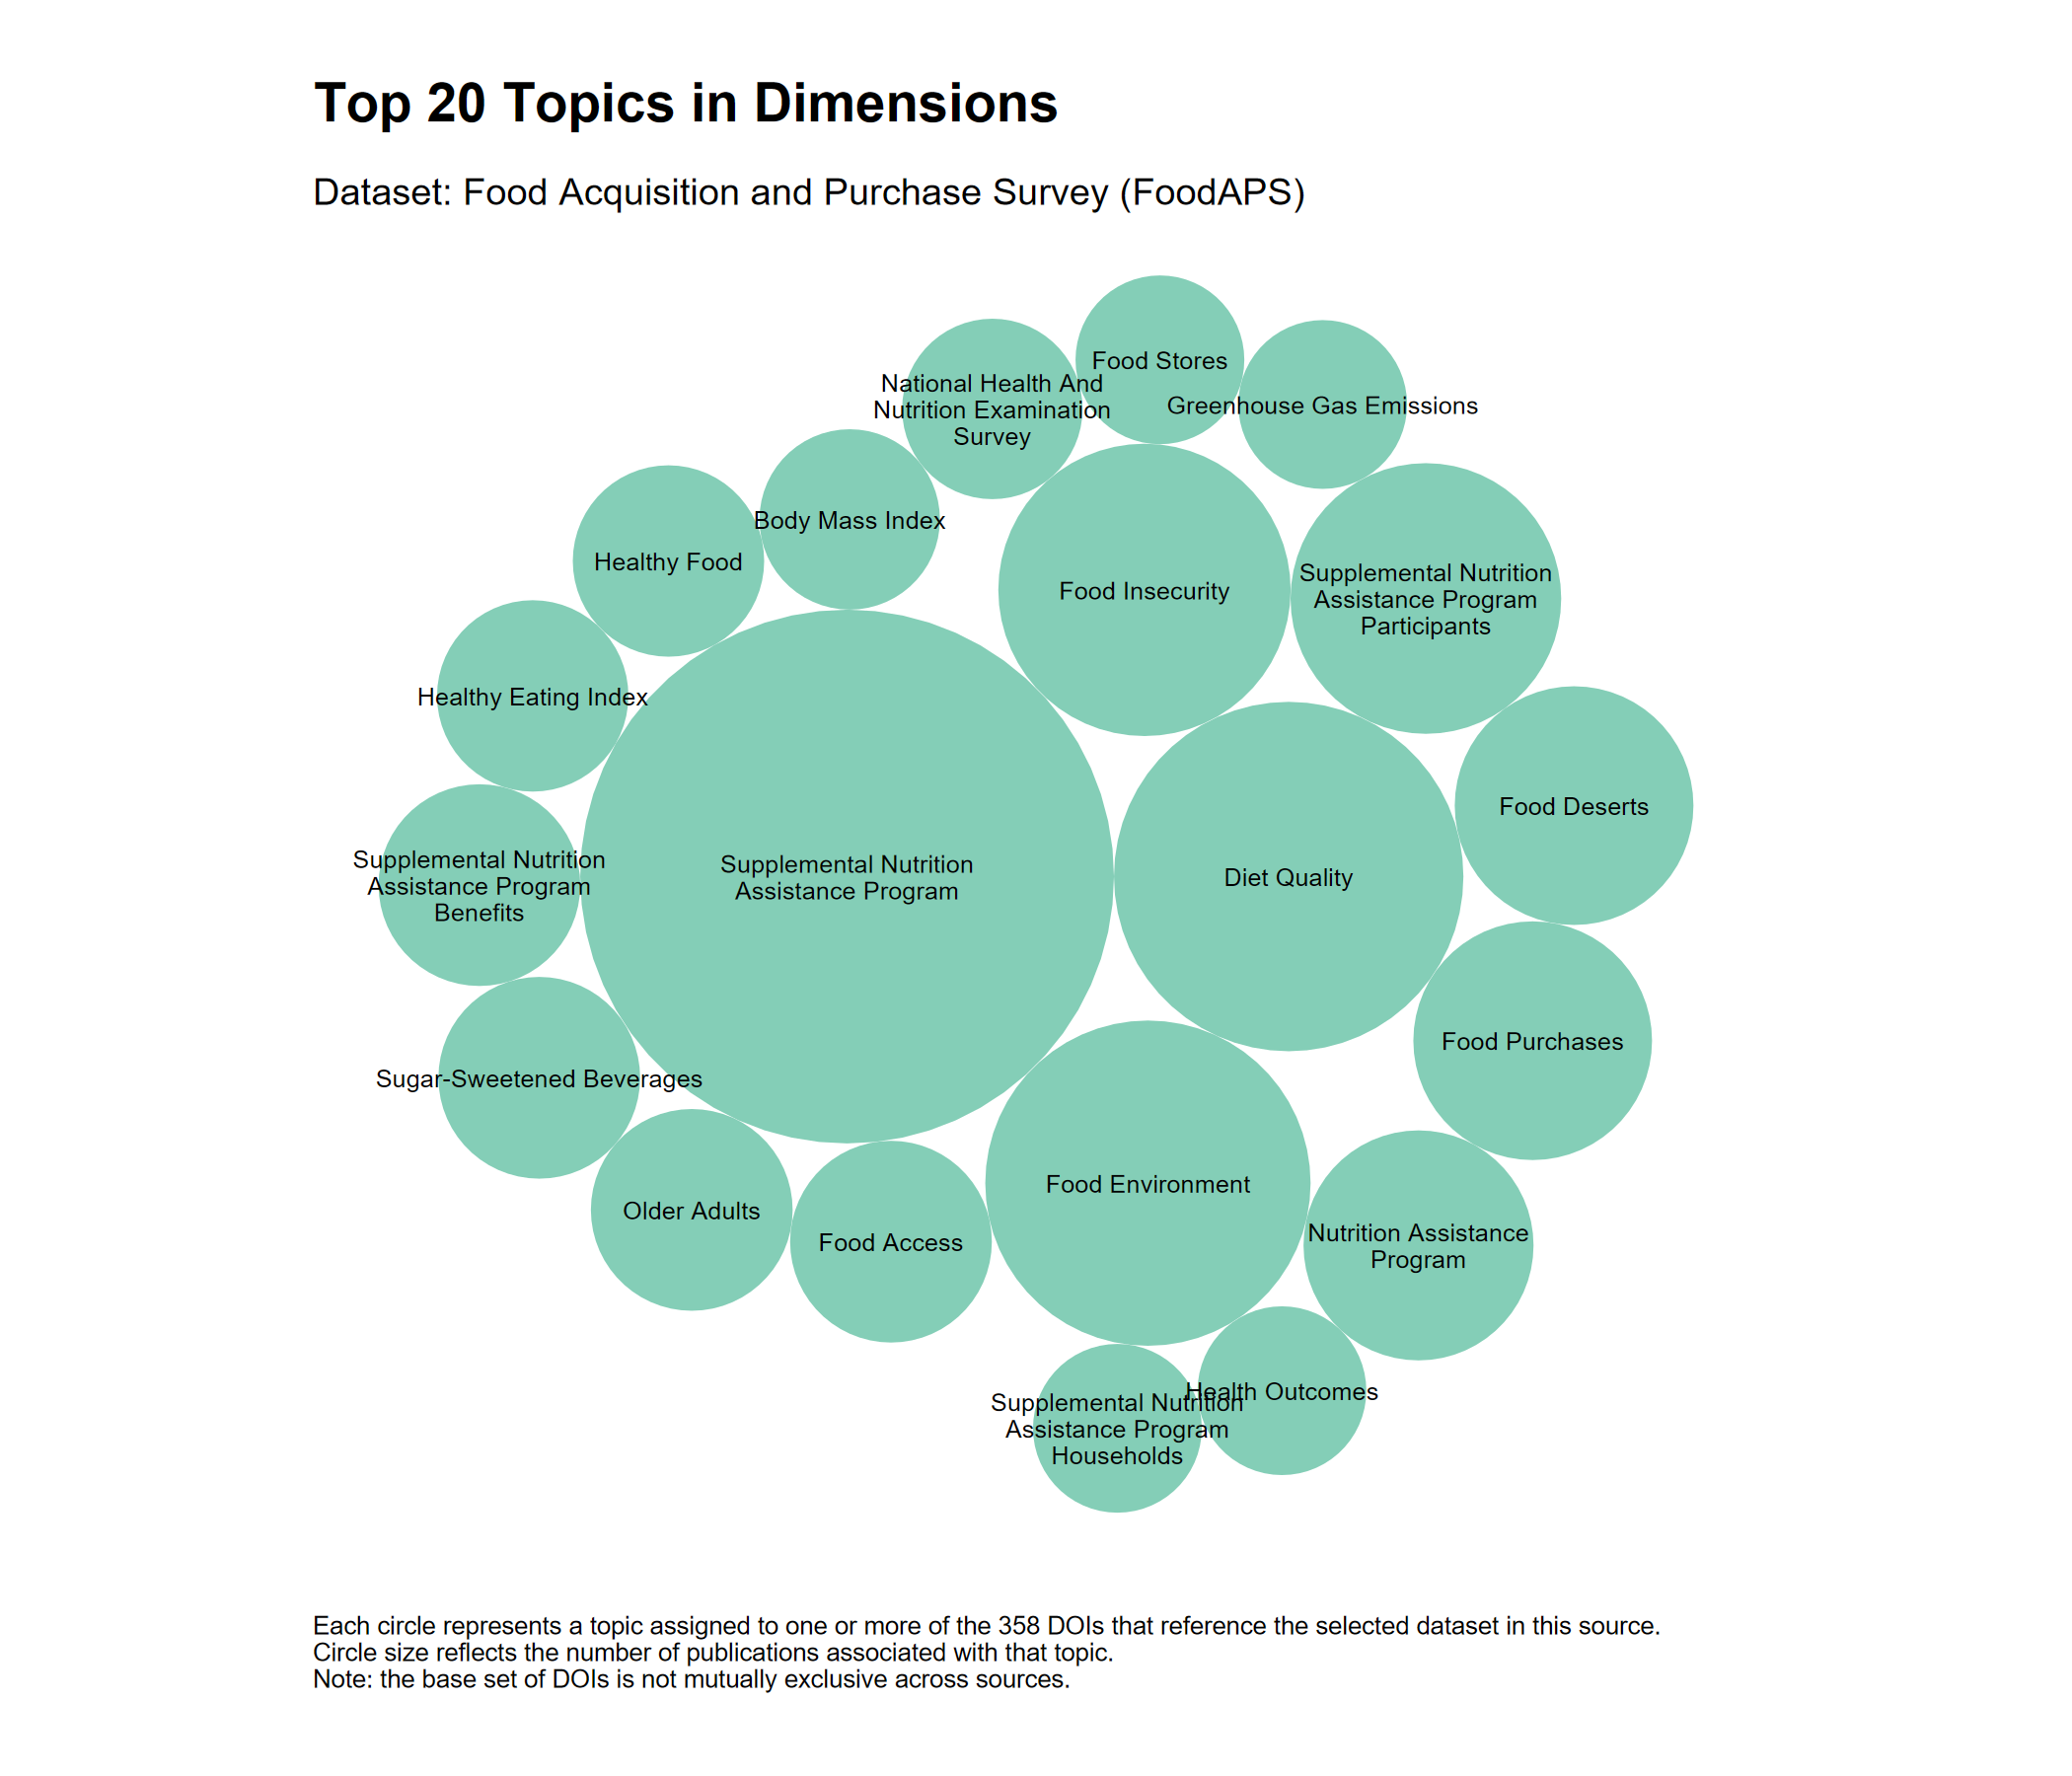 Top 20 Topics in Dimensions
Dataset: Food Acquisition and Purchase Survey (FoodAPS)
Food Stores
National Health And
Nutrition Examination
Survey
Greenhouse Gas Emissions
Body Mass Index
Healthy Food
Food Insecurity
Supplemental Nutrition
Assistance Program
Participants
Healthy Eating Index
Food Deserts
Supplemental Nutrition
Assistance Program
Benefits
Supplemental Nutrition
Assistance Program
Diet Quality
Food Purchases
Sugar-Sweetened Beverages
Older Adults
Food Access
Food Environment
Nutrition Assistance
Program
Health Outcomes
Supplemental Nutrition
Assistance Program
Households
Each circle represents a topic assigned to one or more of the 358 DOIs that reference the selected dataset in this source.
Circle size reflects the number of publications associated with that topic.
Note: the base set of DOIs is not mutually exclusive across sources.